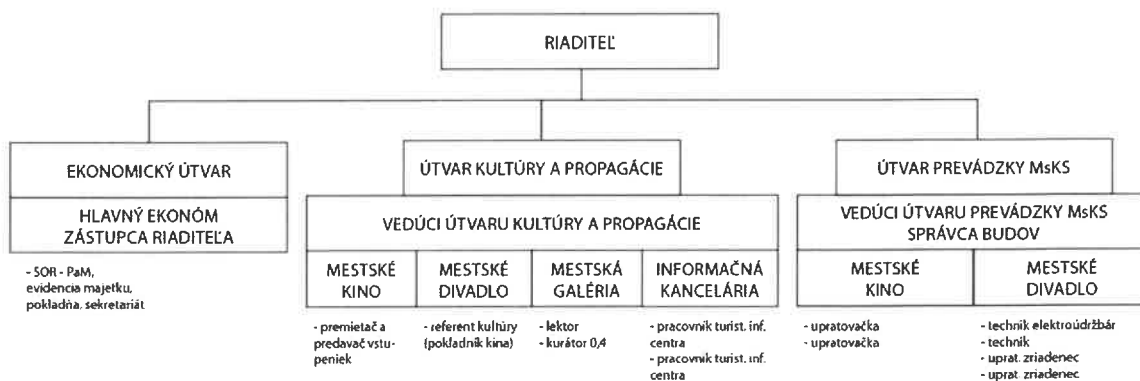 RIADITEĽ
EKONOMICKÝ ÚTVAR
HLAVNÝ EKONÓM
ZÁSTUPCA RIADITEĽA
- SOR - PaM,
evidencia majetku,
pokladňa, sekretariát
ÚTVAR KULTÚRY A PROPAGÁCIE
VEDÚCI ÚTVARU KULTÚRY A PROPAGÁCIE
MESTSKÉ
KINO
- premietač a
predavač vstu-
peniek
MESTSKÉ
DIVADLO
- referent kultúry
(pokladník kina)
MESTSKÁ
GALÉRIA
- lektor
- kurátor 0,4
INFORMAČNÁ
KANCELÁRIA
- pracovník turist. inf.
centra
- pracovník turist. inf.
centra
ÚTVAR PREVÁDZKY MsKS
VEDÚCI ÚTVARU PREVÁDZKY MsKS
SPRÁVCA BUDOV
MESTSKÉ
KINO
- upratovačka
- upratovačka
MESTSKÉ
DIVADLO
- technik elektroúdržbár
- technik
- uprat. zriadenec
- uprat. zriadenec